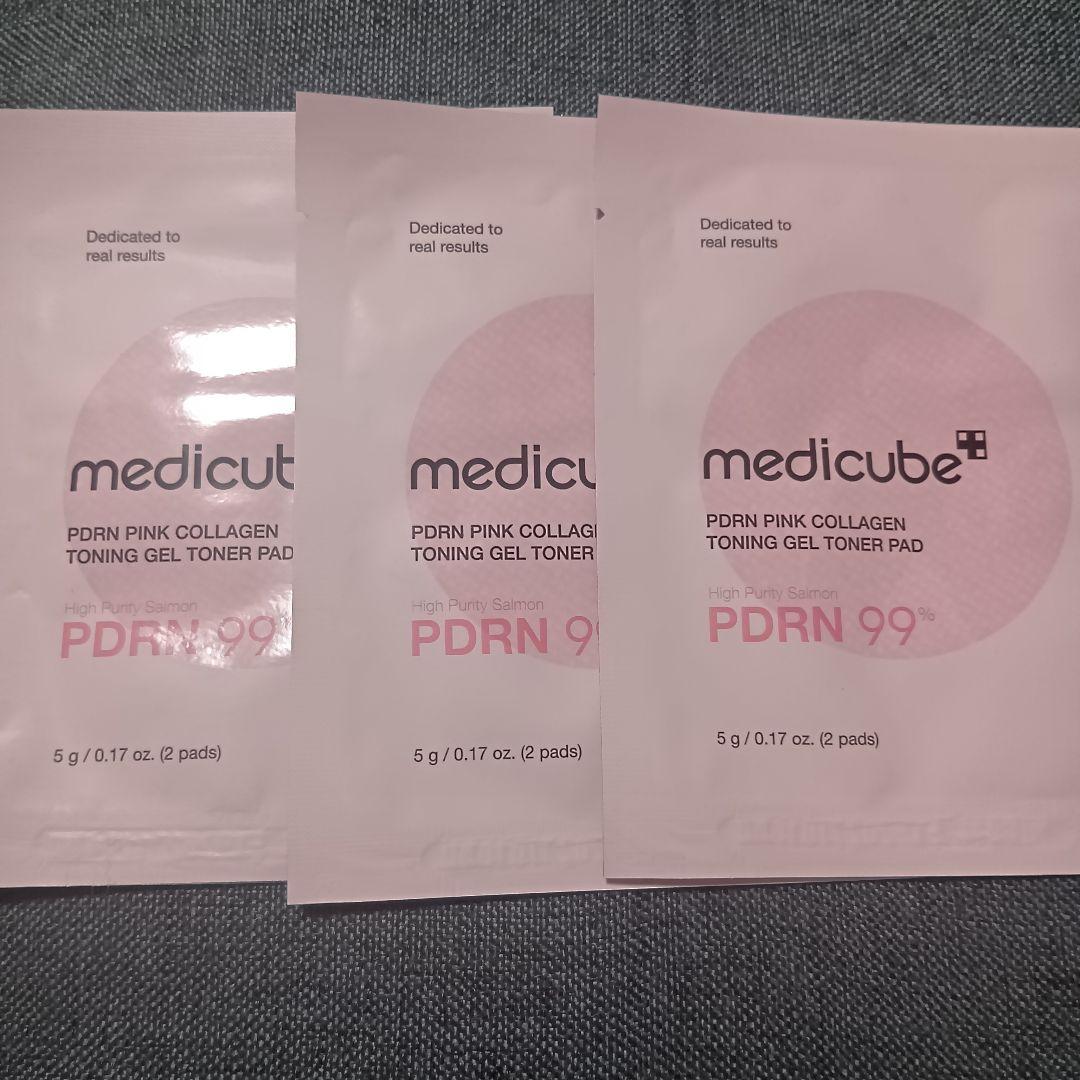 Dedicated to
real results
medicub
PDRN PINK COLLAGEN
TONING GEL TONER PAD
High Purity Salmon
PDRN 99
5 g / 0.17 oz. (2 pads)
Dedicated to
real results
medicu
PDRN PINK COLLAG
TONING GEL TONER
High Purity Salmon
PDRN 9
5 g / 0.17 oz. (2 pads)
Dedicated to
real results
medicube
PDRN PINK COLLAGEN
TONING GEL TONER PAD
High Purity Salmon
PDRN 99%
5 g / 0.17 oz. (2 pads)